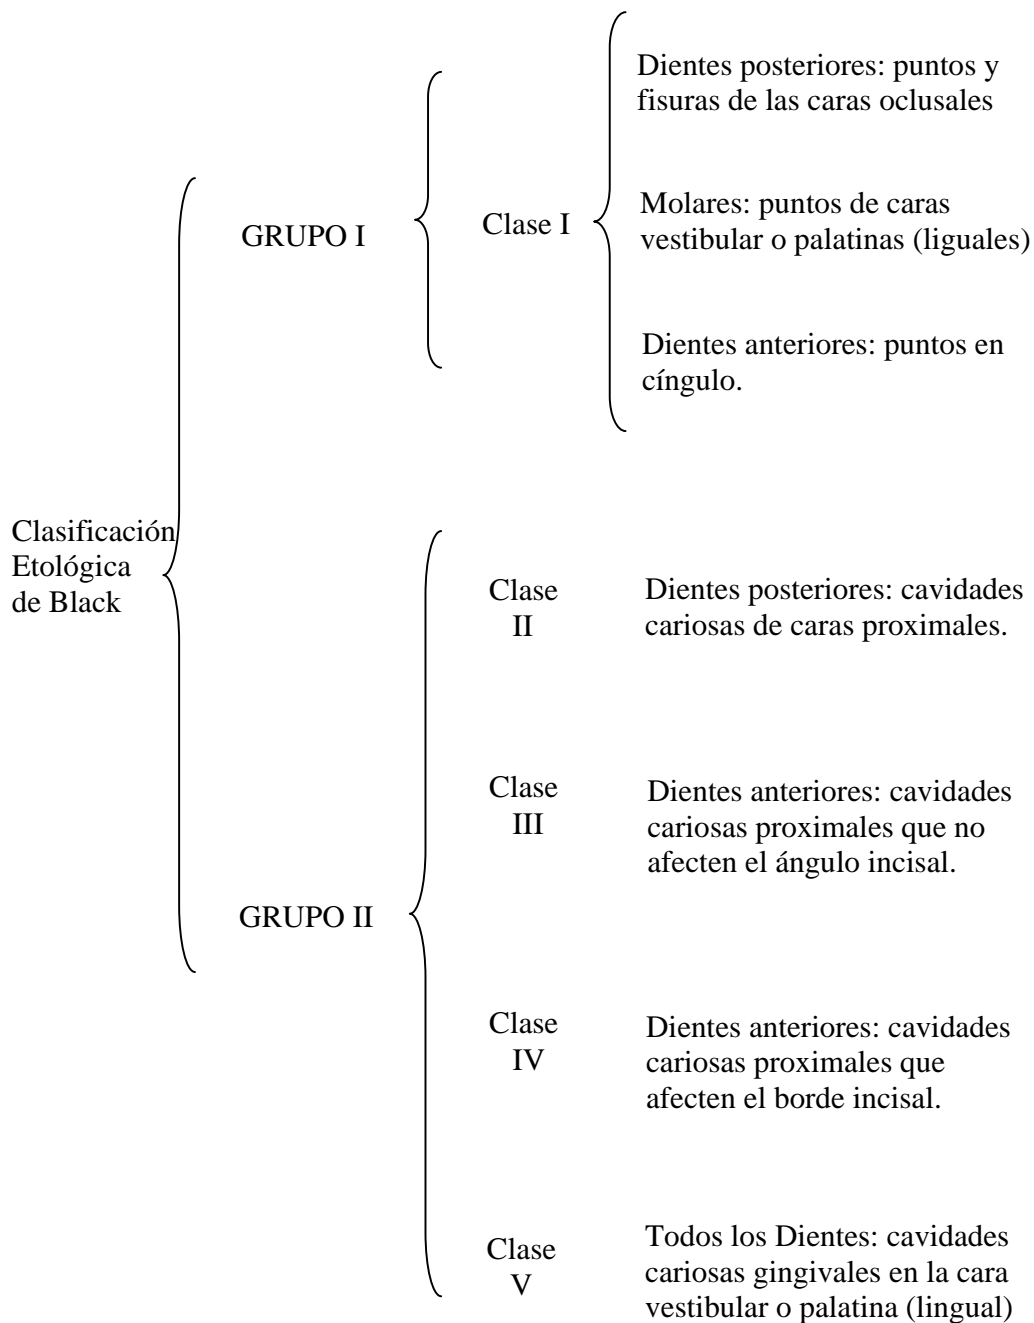 Clasificación
Etológica
de Black
GRUPO I
Clase I
Dientes posteriores: puntos y
fisuras de las caras oclusales
Molares: puntos de caras
vestibular o palatinas (liguales)
Dientes anteriores: puntos en
cíngulo.
GRUPO II
Clase
II
Dientes posteriores: cavidades
cariosas de caras proximales.
Clase
III
Dientes anteriores: cavidades
cariosas proximales que no
afecten el ángulo incisal.
Clase
IV
Dientes anteriores: cavidades
cariosas proximales que
afecten el borde incisal.
Clase
V
Todos los Dientes: cavidades
cariosas gingivales en la cara
vestibular o palatina (lingual)